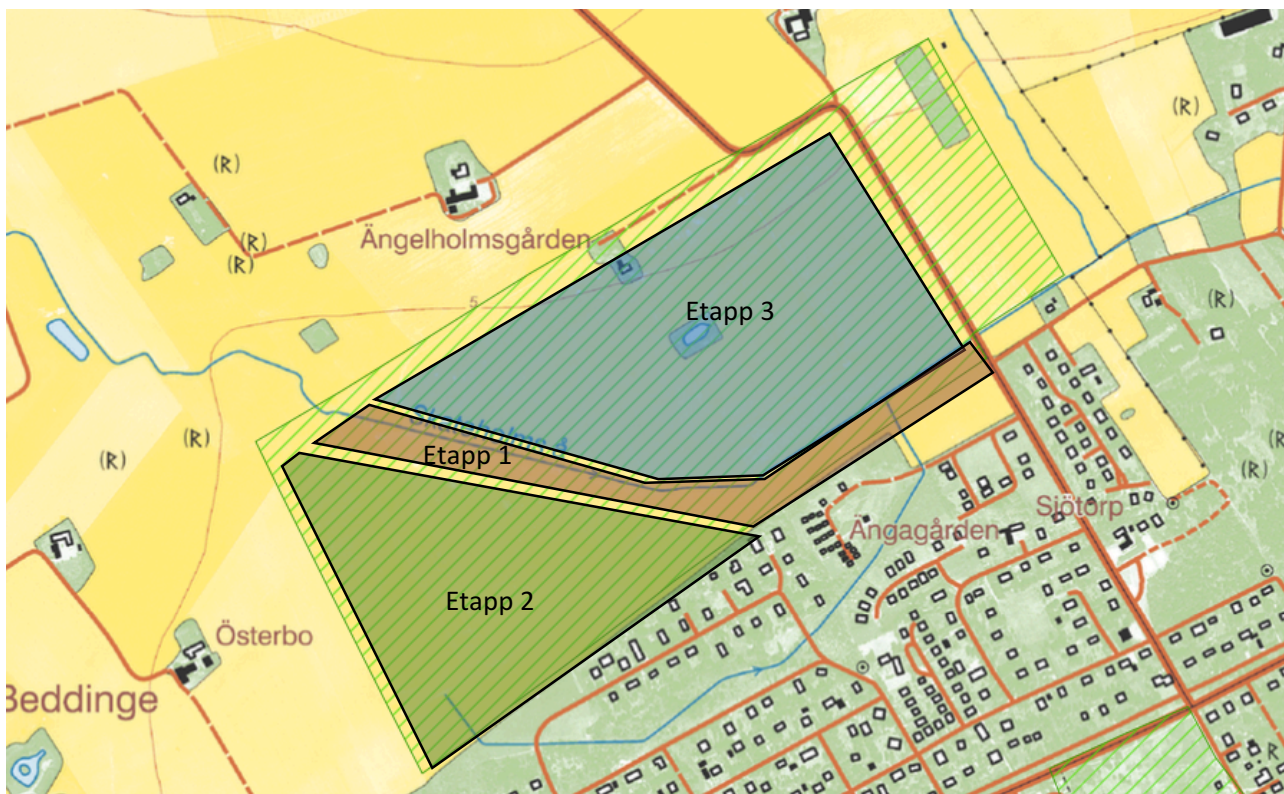 (R)
(R)
(R)
(R)
Ängelholmsgården
5
Etapp 3
(R)
(R)
(R)
Etapp 1
(R)
(R)
Sjötorp
Ängagården
Etapp 2
Österbo
Beddinge
R